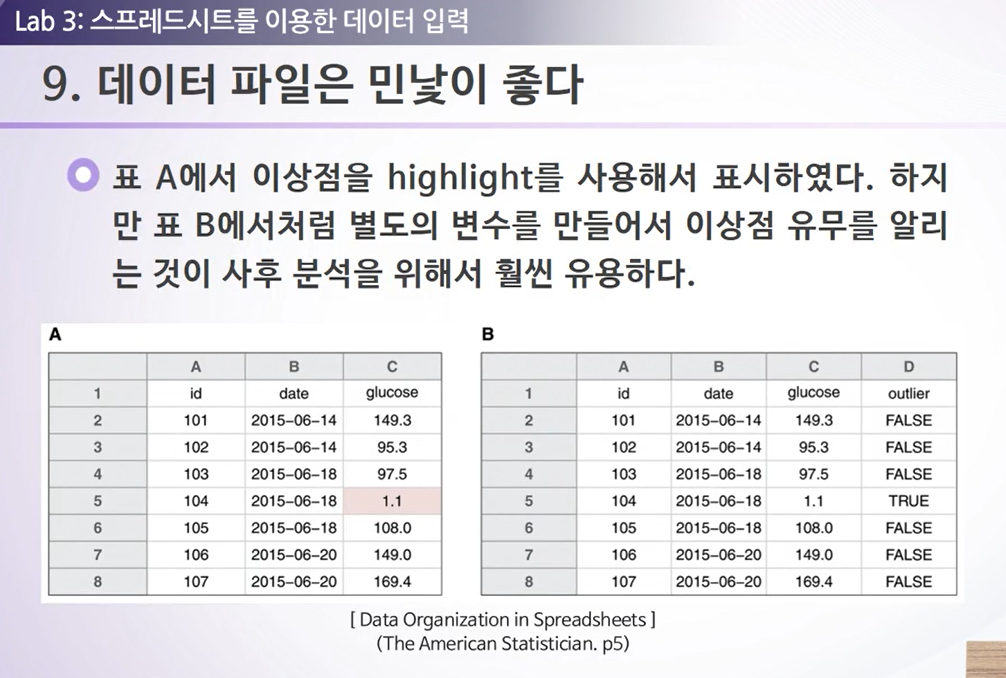 Lab 3: 스프레드시트를 이용한 데이터 입력
9. 데이터 파일은 민낯이 좋다
표 A에서 이상점을 highlight를 사용해서 표시하였다. 하지
만 표 B에서처럼 별도의 변수를 만들어서 이상점 유무를 알리
는 것이 사후 분석을 위해서 훨씬 유용하다.
A
A B C
1 id date glucose
2 101 2015-06-14 149.3
3 102 2015-06-14 95.3
4 103 2015-06-18 97.5
5 104 2015-06-18 1.1
6 105 2015-06-18 108.0
7 106 2015-06-20 149.0
8 107 2015-06-20 169.4
B
A B C D
1 id date glucose outlier
2 101 2015-06-14 149.3 FALSE
3 102 2015-06-14 95.3 FALSE
4 103 2015-06-18 97.5 FALSE
5 104 2015-06-18 1.1 TRUE
6 105 2015-06-18 108.0 FALSE
7 106 2015-06-20 149.0 FALSE
8 107 2015-06-20 169.4 FALSE
[ Data Organization in Spreadsheets ]
(The American Statistician. p5)